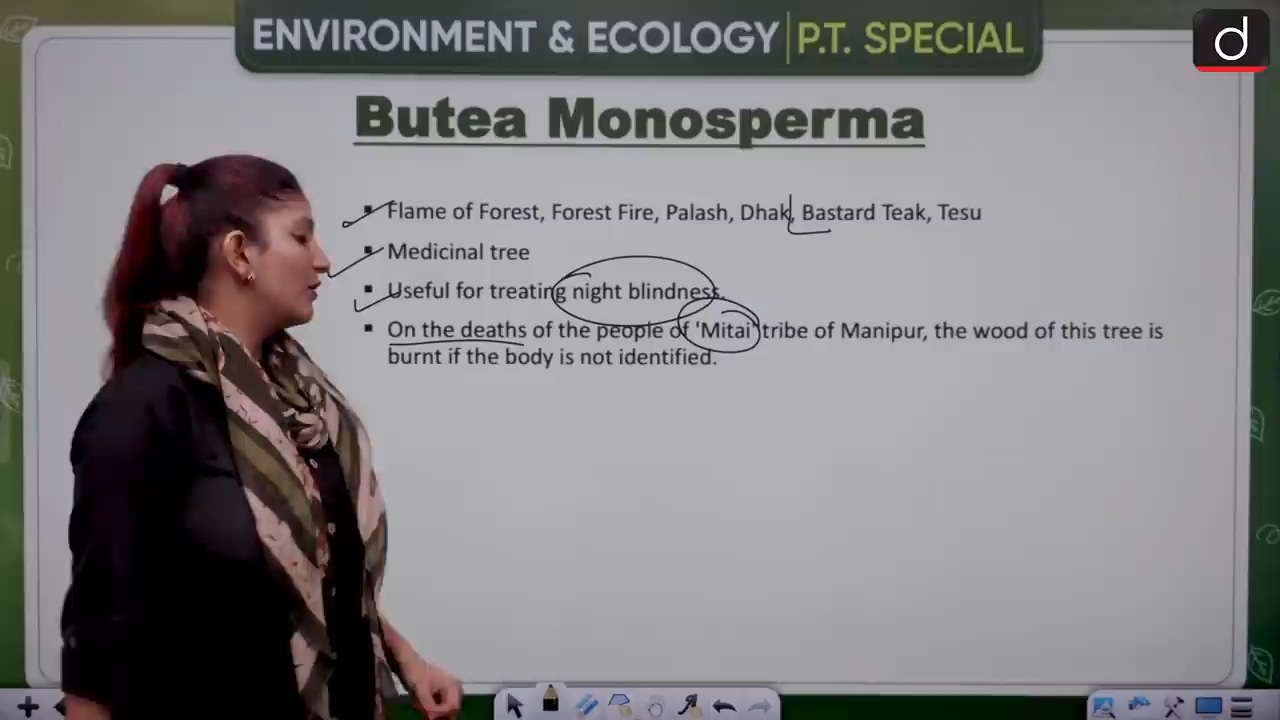 ENVIRONMENT & ECOLOGY P.T. SPECIAL
d
Butea Monosperma
▪ Flame of Forest, Forest Fire, Palash, Dhak, Bastard Teak, Tesu
▪ Medicinal tree
▪ Useful for treating night blindness.
▪ On the deaths of the people of 'Mitai' tribe of Manipur, the wood of this tree is
burnt if the body is not identified.